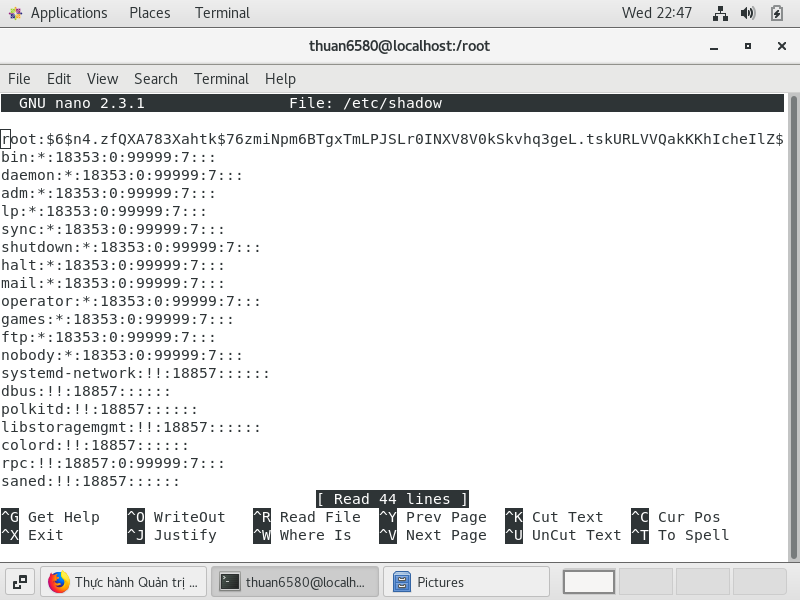 Applications Places Terminal Wed 22:47
thuan6580@localhost:/root
File Edit View Search Terminal Help
GNU nano 2.3.1 File: /etc/shadow
root:$6$n4.zfQXA783Xahtk$76zmiNpm6BTgxTmLPJSLr0INXV8V0kSkvhq3geL.tskURLVVQakKKhIcheIlZ$
bin:*:18353:0:99999:7:::
daemon:*:18353:0:99999:7:::
adm:*:18353:0:99999:7:::
lp:*:18353:0:99999:7:::
sync:*:18353:0:99999:7:::
shutdown:*:18353:0:99999:7:::
halt:*:18353:0:99999:7:::
mail:*:18353:0:99999:7:::
operator:*:18353:0:99999:7:::
games:*:18353:0:99999:7:::
ftp:*:18353:0:99999:7:::
nobody:*:18353:0:99999:7:::
systemd-network:!!:18857::::::
dbus:!!:18857::::::
polkitd:!!:18857::::::
libstoragemgmt:!!:18857::::::
colord:!!:18857::::::
rpc:!!:18857:0:99999:7:::
saned:!!:18857::::::
[ Read 44 lines ]
^G Get Help ^O WriteOut ^R Read File ^Y Prev Page ^K Cut Text ^C Cur Pos
^X Exit ^J Justify ^W Where Is ^V Next Page ^U UnCut Text ^T To Spell
Thực hành Quản trị ... thuan6580@localh... Pictures